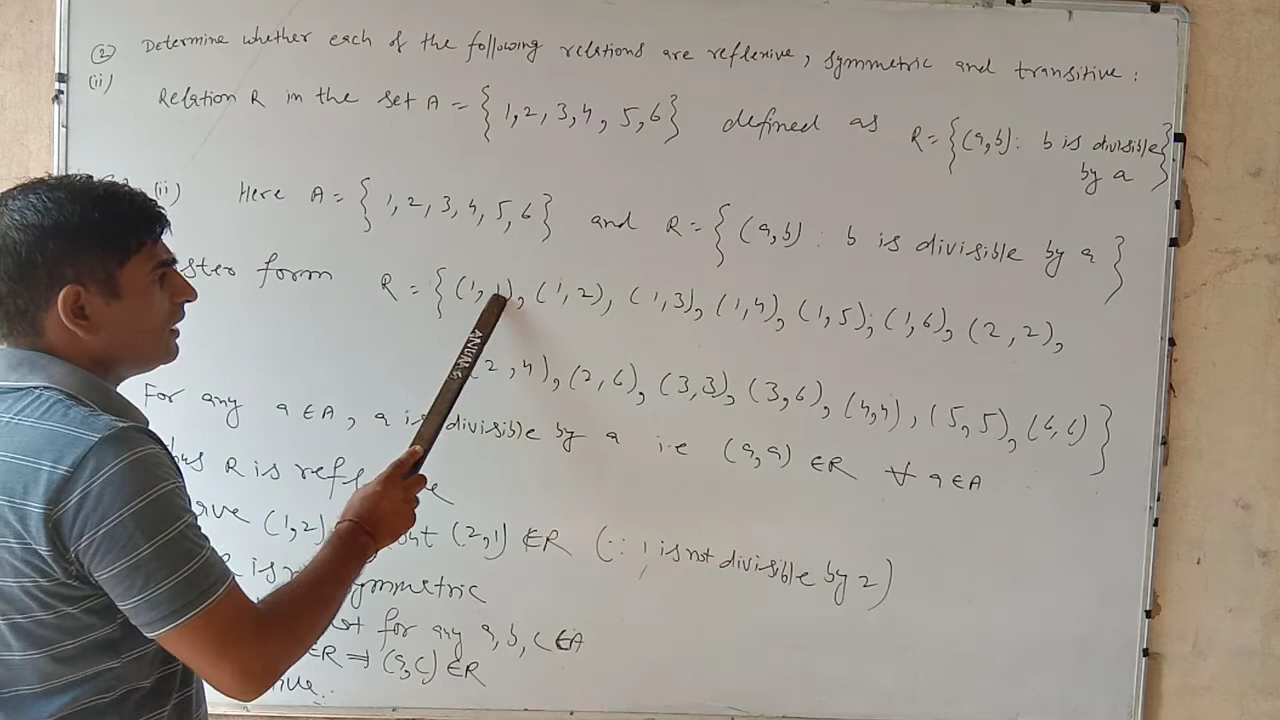 ② Determine whether each of the following relations are reflexive, symmetric and transitive :
(ii) Relation R in the set A = { 1, 2, 3, 4, 5, 6 } defined as R = { (a, b) : b is divisible by a }
(ii) Here A = { 1, 2, 3, 4, 5, 6 } and R = { (a, b) : b is divisible by a }
form R = { (1, 1), (1, 2), (1, 3), (1, 4), (1, 5), (1, 6), (2, 2),
2, 4), (2, 6), (3, 3), (3, 6), (4, 4), (5, 5), (6, 6) }
For any a ∈ A, a is divisible by a i.e (a, a) ∈ R ∀ a ∈ A
R is
(1, 2) (2, 1) ∉ R (∵ 1 is not divisible by 2)
is symmetric
for any a, b, c ∈ A
∈ R ⇒ (a, c) ∈ R
ANUM